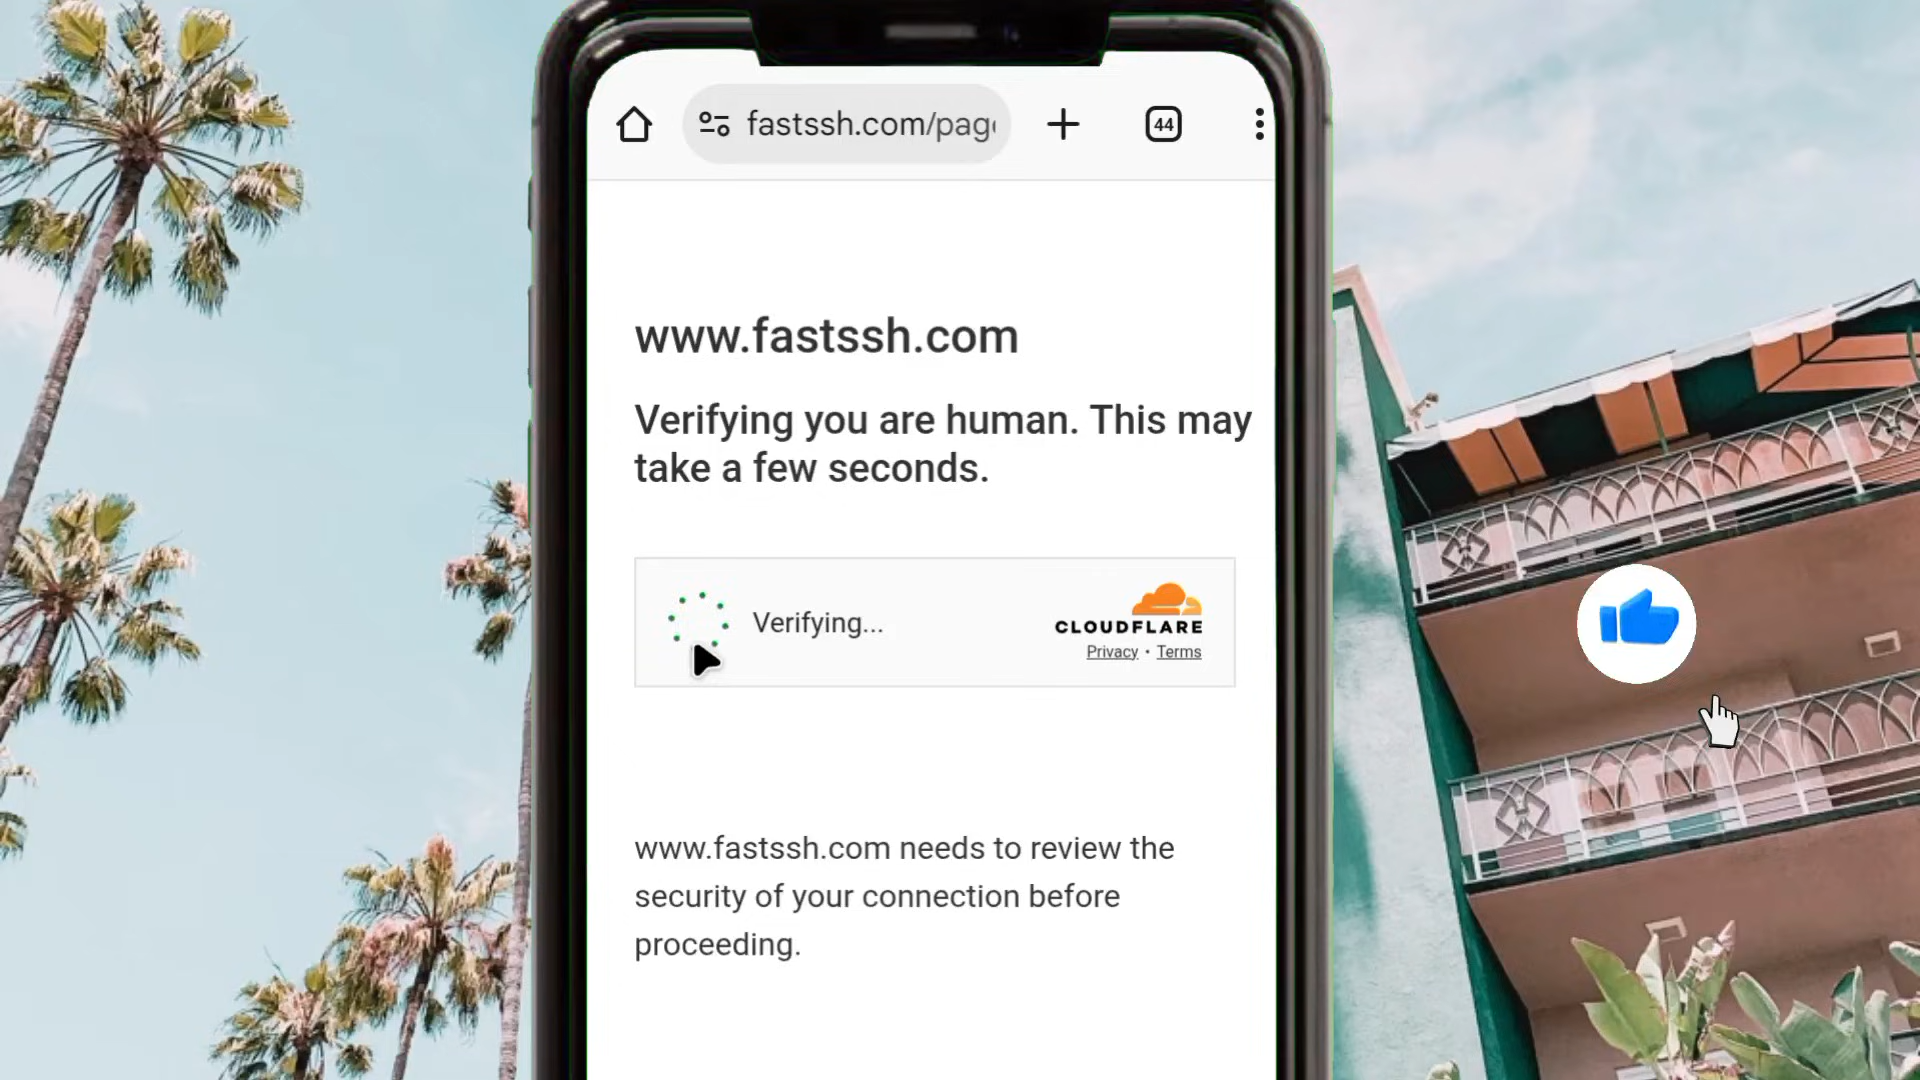 fastssh.com/pag
44
www.fastssh.com
Verifying you are human. This may
take a few seconds.
Verifying...
CLOUDFLARE
Privacy • Terms
www.fastssh.com needs to review the
security of your connection before
proceeding.